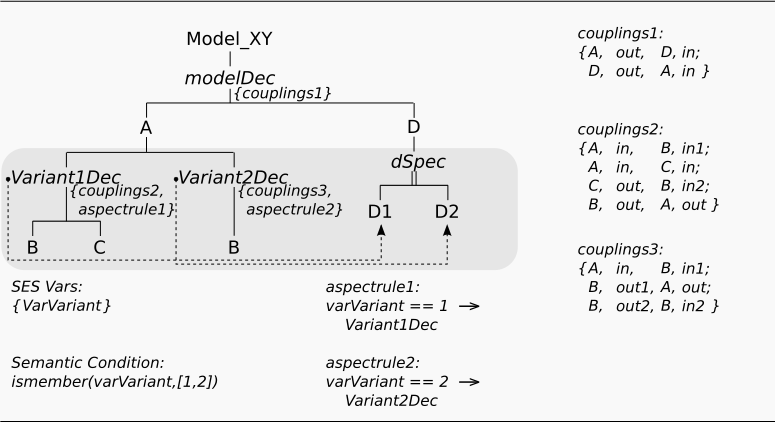 Model_XY
modelDec
{couplings1}
A
D
Variant1Dec
Variant2Dec
dSpec
{couplings2,
aspectrule1}
{couplings3,
aspectrule2}
D1
D2
B
C
B
SES Vars:
{VarVariant}
aspectrule1:
varVariant == 1 →
Variant1Dec
Semantic Condition:
ismember(varVariant,[1,2])
aspectrule2:
varVariant == 2 →
Variant2Dec
couplings1:
{A, out, D, in;
D, out, A, in }
couplings2:
{A, in, B, in1;
A, in, C, in;
C, out, B, in2;
B, out, A, out }
couplings3:
{A, in, B, in1;
B, out1, A, out;
B, out2, B, in2 }